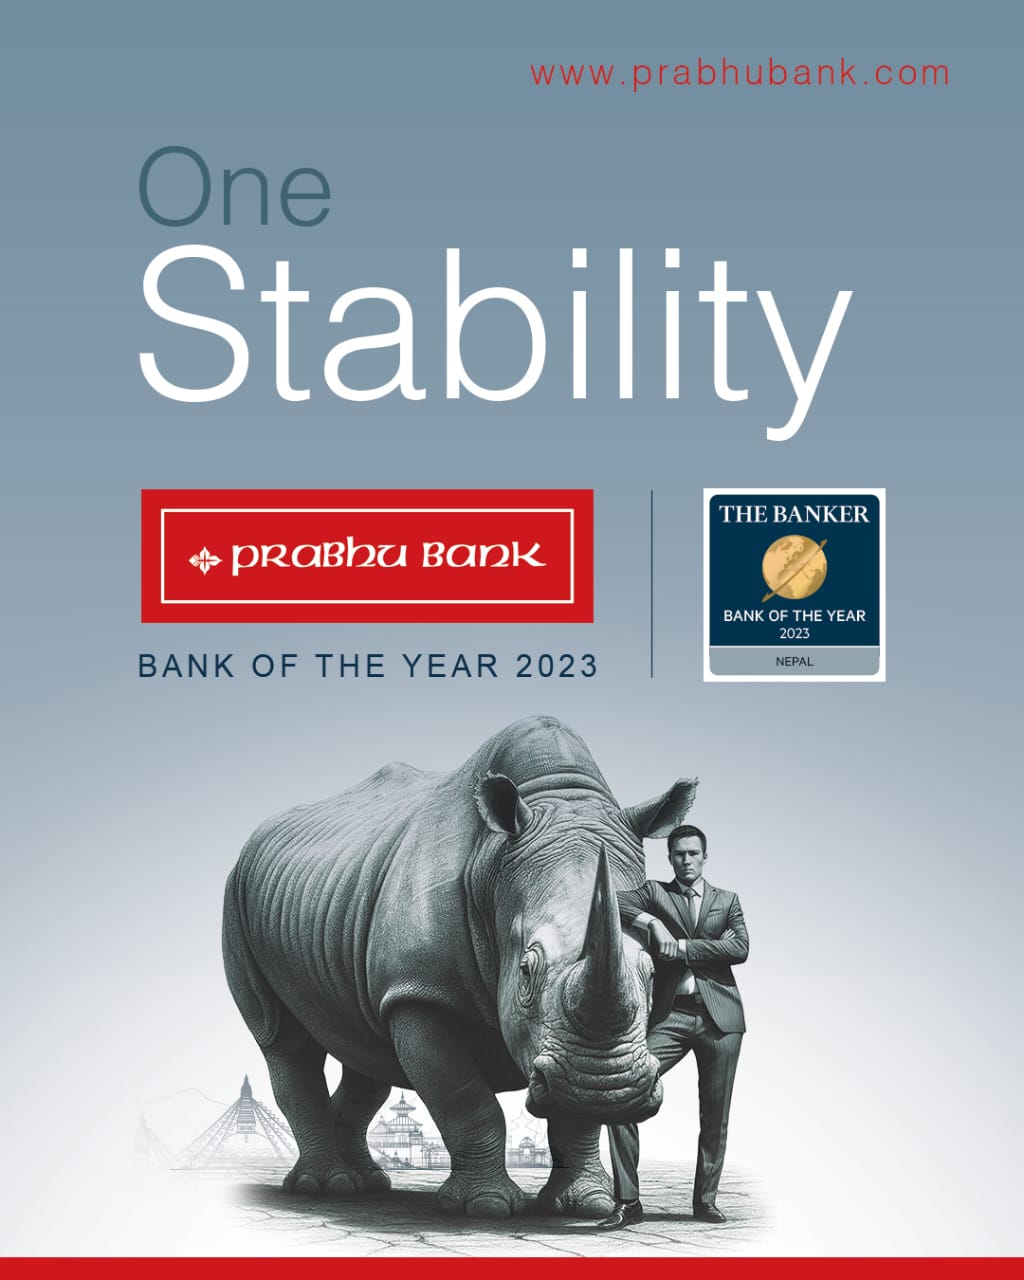 www.prabhubank.com
One
Stability
PRABHU BANK
BANK OF THE YEAR 2023
THE BANKER
BANK OF THE YEAR
2023
NEPAL